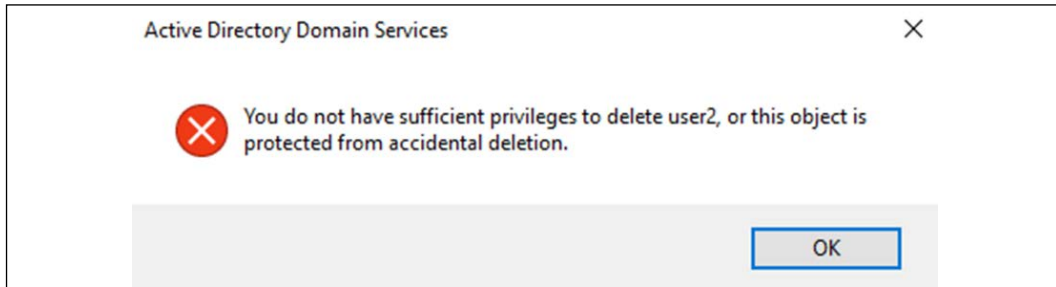 Active Directory Domain Services
You do not have sufficient privileges to delete user2, or this object is
protected from accidental deletion.
OK